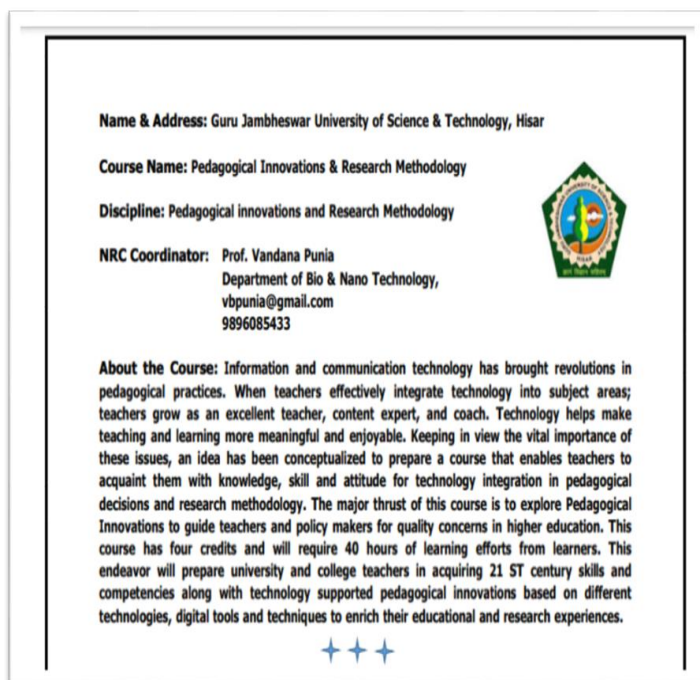 Name & Address: Guru Jambheswar University of Science & Technology, Hisar
Course Name: Pedagogical Innovations & Research Methodology
Discipline: Pedagogical innovations and Research Methodology
NRC Coordinator: Prof. Vandana Punia
Department of Bio & Nano Technology,
vbpunia@gmail.com
9896085433
HISAR
About the Course: Information and communication technology has brought revolutions in
pedagogical practices. When teachers effectively integrate technology into subject areas;
teachers grow as an excellent teacher, content expert, and coach. Technology helps make
teaching and learning more meaningful and enjoyable. Keeping in view the vital importance of
these issues, an idea has been conceptualized to prepare a course that enables teachers to
acquaint them with knowledge, skill and attitude for technology integration in pedagogical
decisions and research methodology. The major thrust of this course is to explore Pedagogical
Innovations to guide teachers and policy makers for quality concerns in higher education. This
course has four credits and will require 40 hours of learning efforts from learners. This
endeavor will prepare university and college teachers in acquiring 21 ST century skills and
competencies along with technology supported pedagogical innovations based on different
technologies, digital tools and techniques to enrich their educational and research experiences.